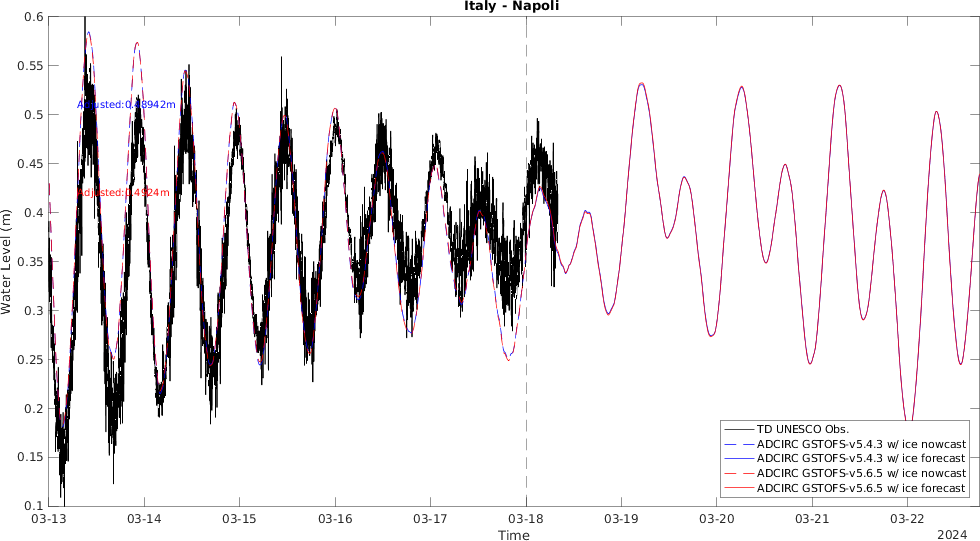 Italy - Napoli
Water Level (m)
0.6
0.55
0.5
0.45
0.4
0.35
0.3
0.25
0.2
0.15
0.1
Adjusted:0.48942m
Adjusted:0.4924m
TD UNESCO Obs.
ADCIRC GSTOFS-v5.4.3 w/ ice nowcast
ADCIRC GSTOFS-v5.4.3 w/ ice forecast
ADCIRC GSTOFS-v5.6.5 w/ ice nowcast
ADCIRC GSTOFS-v5.6.5 w/ ice forecast
03-13 03-14 03-15 03-16 03-17 03-18 03-19 03-20 03-21 03-22
Time
2024